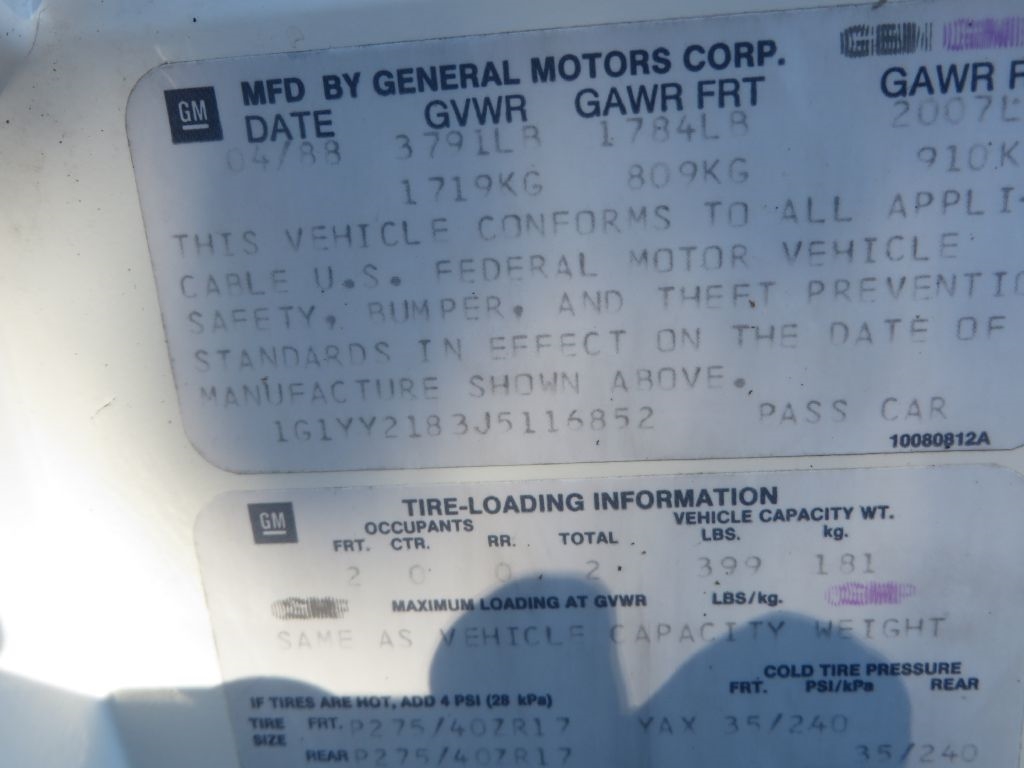 GM MFD BY GENERAL MOTORS CORP.
DATE GVWR GAWR FRT GAWR
04/88 3791LB 1784LB 2007L
1719KG 809KG 910K
THIS VEHICLE CONFORMS TO ALL APPLI-
CABLE U.S. FEDERAL MOTOR VEHICLE
SAFETY, BUMPER, AND THEFT PREVENTIO
STANDARDS IN EFFECT ON THE DATE OF
MANUFACTURE SHOWN ABOVE.
1G1YY2183J5116852 PASS CAR
10080812A
GM TIRE-LOADING INFORMATION
OCCUPANTS VEHICLE CAPACITY WT.
FRT. CTR. RR. TOTAL LBS. kg.
2 0 0 2 399 181
MAXIMUM LOADING AT GVWR LBS/kg.
SAME AS VEHICLE CAPACITY WEIGHT
COLD TIRE PRESSURE
FRT. PSI/kPa REAR
IF TIRES ARE HOT, ADD 4 PSI (28 kPa)
TIRE SIZE FRT. P275/40ZR17 YAX 35/240
REAR P275/40ZR17 35/240